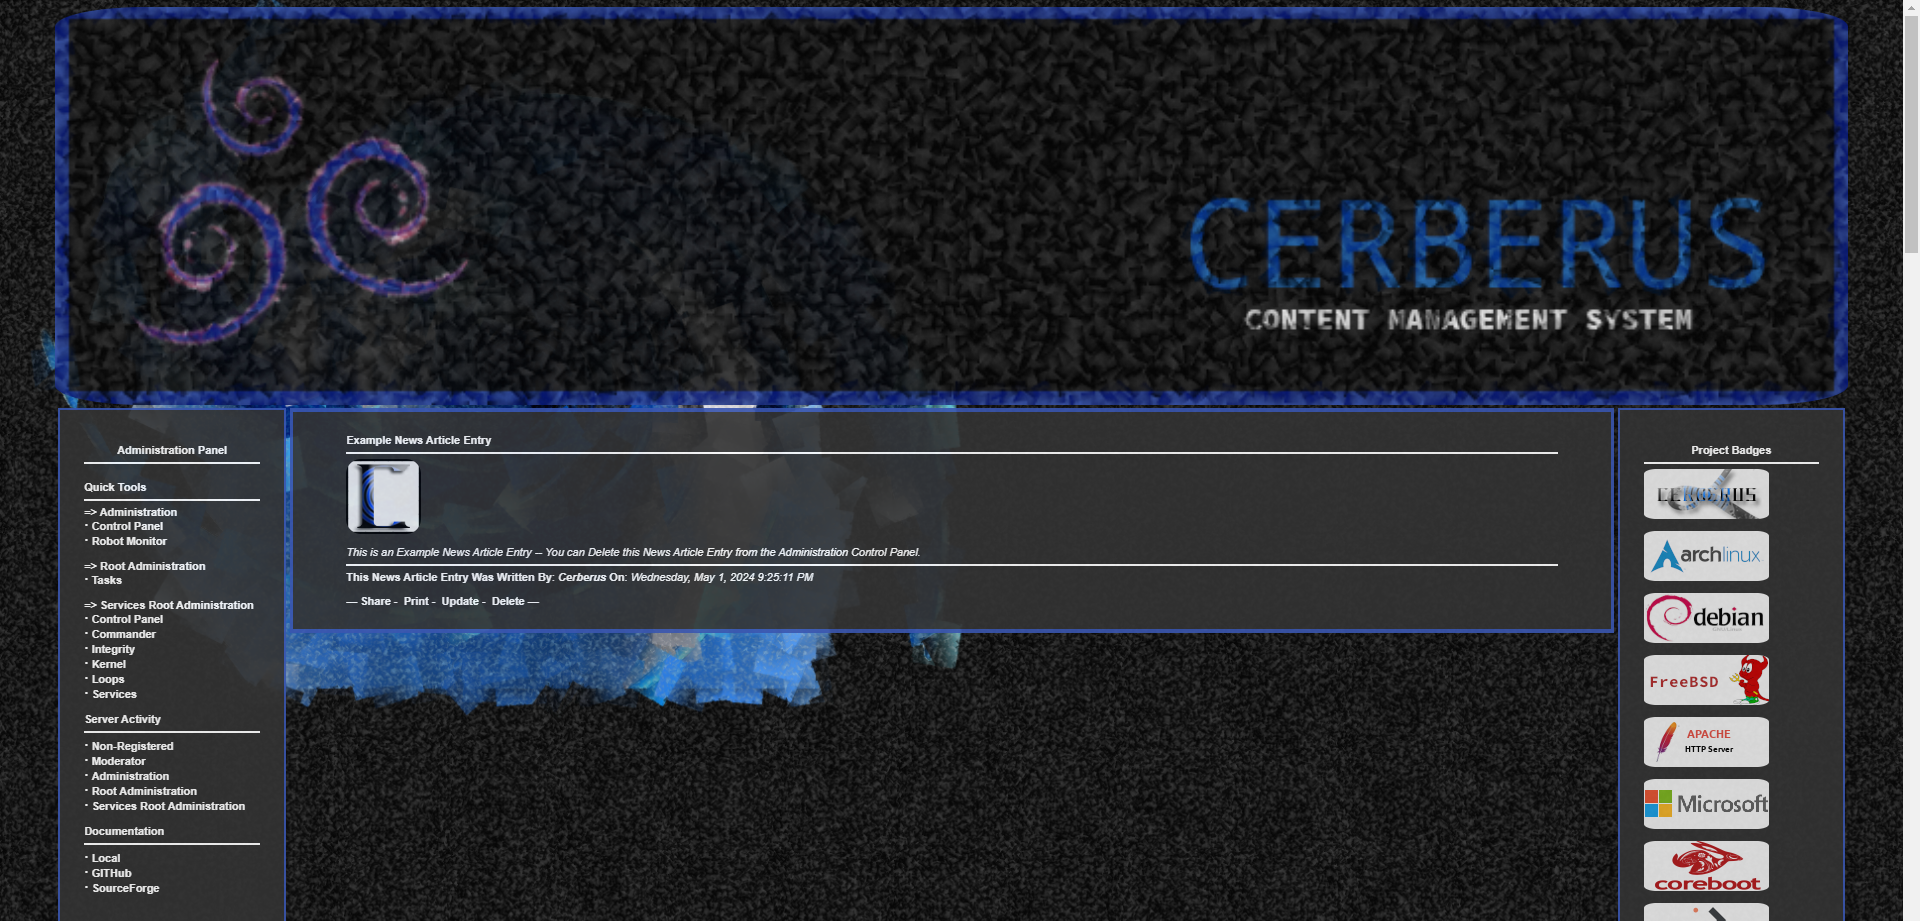 CERBERUS
CONTENT MANAGEMENT SYSTEM
Administration Panel
Quick Tools
=> Administration
· Control Panel
· Robot Monitor
=> Root Administration
· Tasks
=> Services Root Administration
· Control Panel
· Commander
· Integrity
· Kernel
· Loops
· Services
Server Activity
· Non-Registered
· Moderator
· Administration
· Root Administration
· Services Root Administration
Documentation
· Local
· GITHub
· SourceForge
Example News Article Entry
This is an Example News Article Entry -- You can Delete this News Article Entry from the Administration Control Panel.
This News Article Entry Was Written By: Cerberus On: Wednesday, May 1, 2024 9:25:11 PM
— Share - Print - Update - Delete —
Project Badges
CERBERUS
archlinux
debian
FreeBSD
APACHE
HTTP Server
Microsoft
coreboot